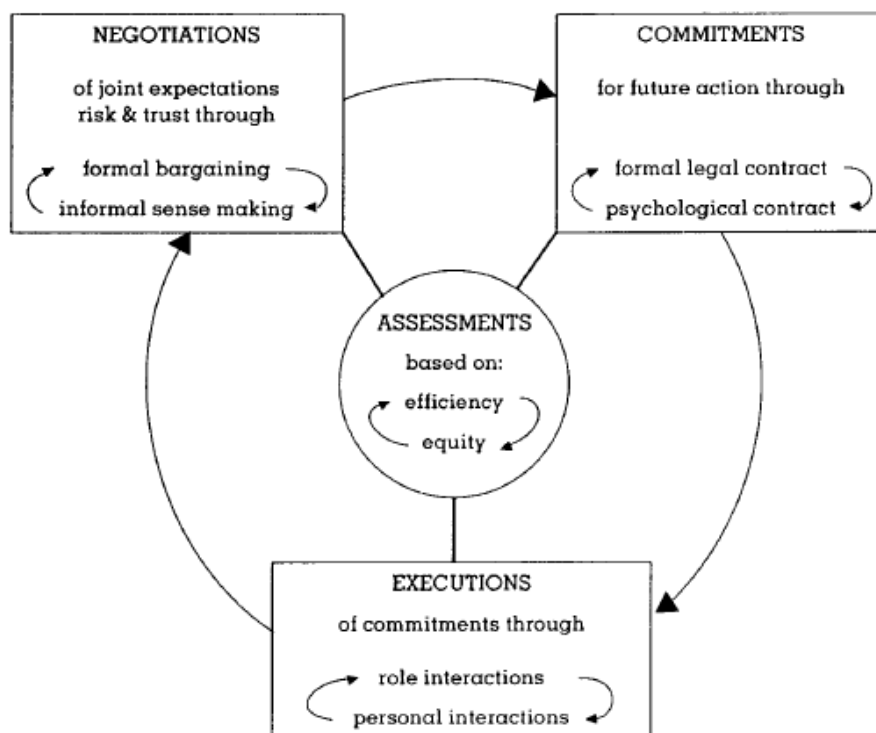 NEGOTIATIONS
of joint expectations
risk & trust through
formal bargaining
informal sense making
COMMITMENTS
for future action through
formal legal contract
psychological contract
ASSESSMENTS
based on:
efficiency
equity
EXECUTIONS
of commitments through
role interactions
personal interactions